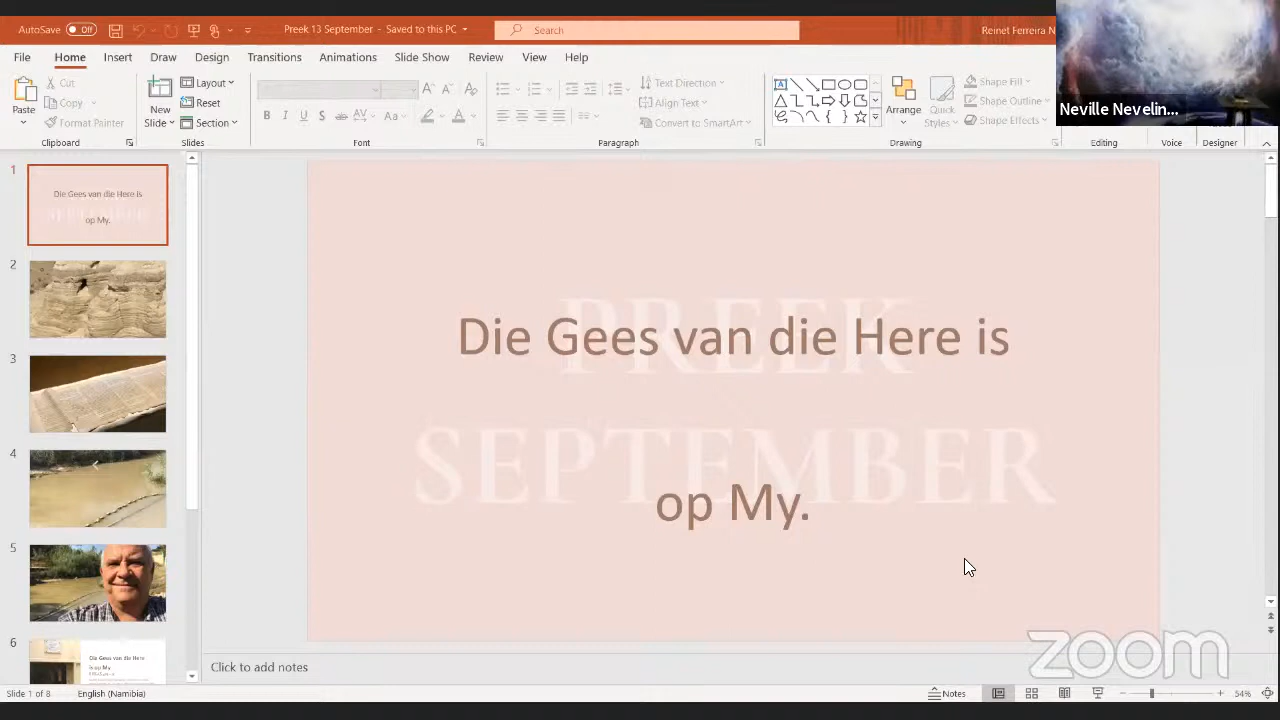 AutoSave Off
Preek 13 September - Saved to this PC
Search
Reinet Ferreira N
File Home Insert Draw Design Transitions Animations Slide Show Review View Help
Neville Nevelin...
Paste
Cut
Copy
Format Painter
Clipboard
New
Slide
Layout
Reset
Section
Slides
Font
Text Direction
Align Text
Convert to SmartArt
Paragraph
Arrange
Quick
Styles
Shape Fill
Shape Outline
Shape Effects
Drawing
Editing
Voice
Designer
1
Die Gees van die Here is
op My.
2
3
4
5
6
Die Gees van die Here
is op My
PREEK
Die Gees van die Here is
SEPTEMBER
op My.
Click to add notes
zoom
Slide 1 of 8
English (Namibia)
Notes
54%